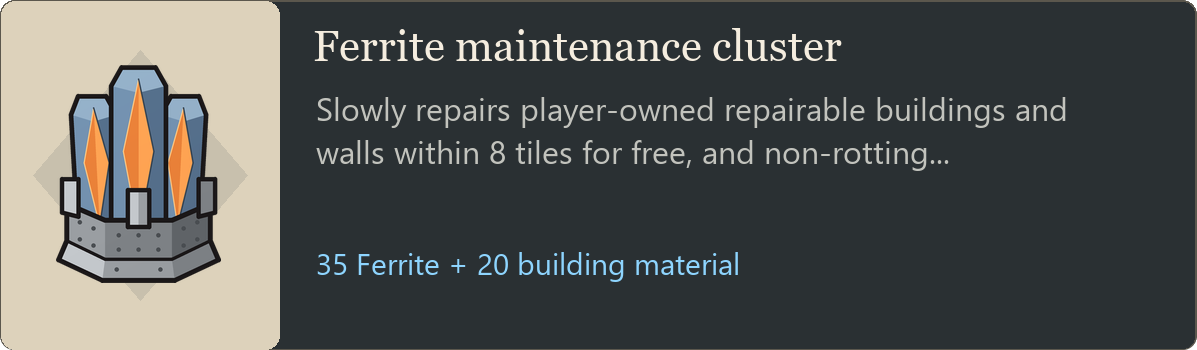 Ferrite maintenance cluster
Slowly repairs player-owned repairable buildings and
walls within 8 tiles for free, and non-rotting...
35 Ferrite + 20 building material